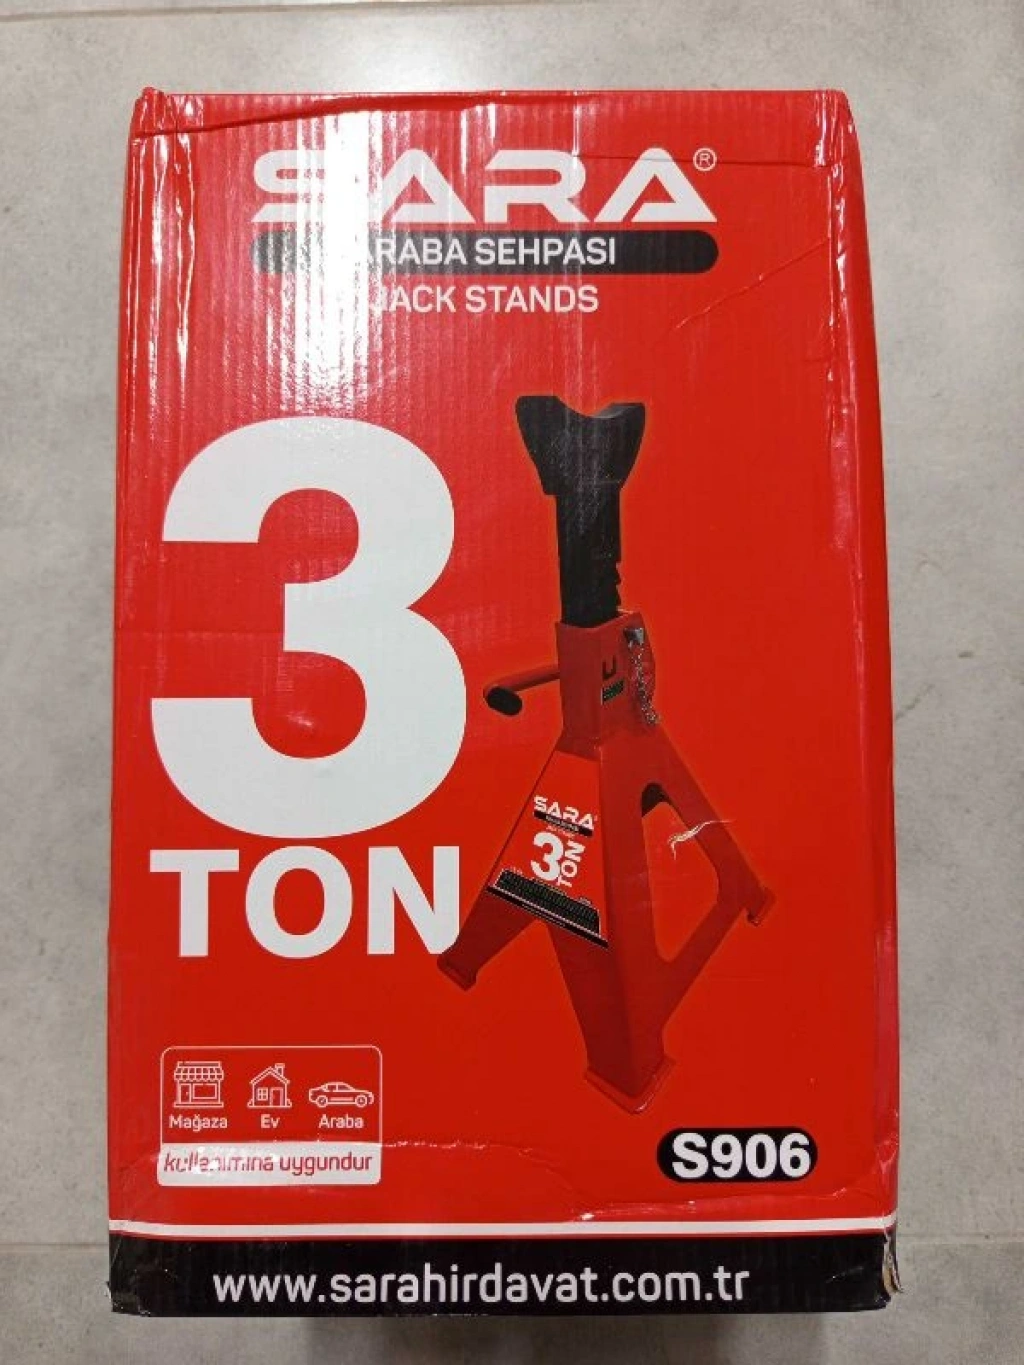 SARA®
ARABA SEHPASI
JACK STANDS
3
TON
SARA
3
TON
Mağaza Ev Araba
kullanımına uygundur
S906
www.sarahirdavat.com.tr